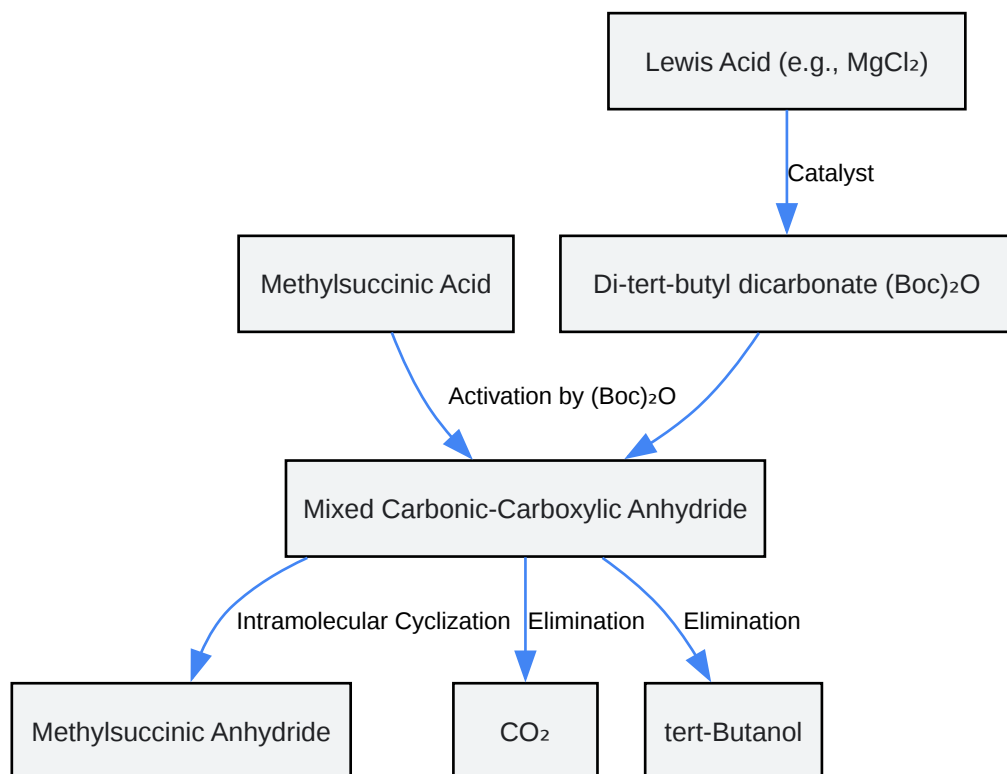 Lewis Acid (e.g., MgCl₂)
Catalyst
Methylsuccinic Acid
Di-tert-butyl dicarbonate (Boc)₂O
Activation by (Boc)₂O
Mixed Carbonic-Carboxylic Anhydride
Intramolecular Cyclization
Elimination
Elimination
Methylsuccinic Anhydride
CO₂
tert-Butanol